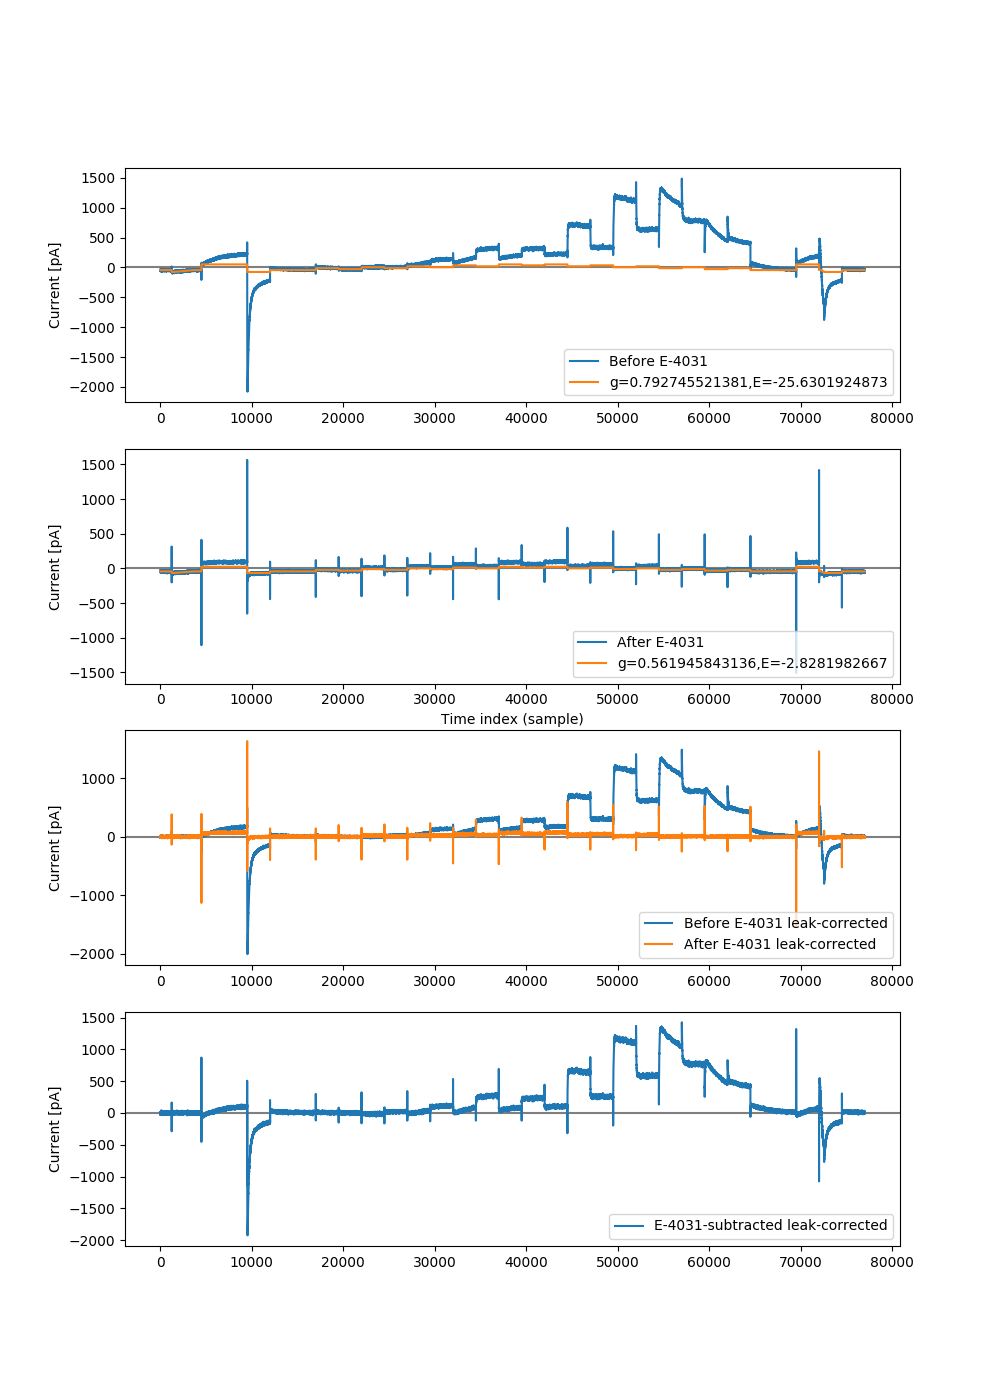 1500
1000
500
0
−500
−1000
−1500
−2000
Current [pA]
Before E-4031
g=0.792745521381,E=-25.6301924873
0 10000 20000 30000 40000 50000 60000 70000 80000
1500
1000
500
0
−500
−1000
−1500
Current [pA]
After E-4031
g=0.561945843136,E=-2.8281982667
0 10000 20000 30000 40000 50000 60000 70000 80000
Time index (sample)
1000
0
−1000
−2000
Current [pA]
Before E-4031 leak-corrected
After E-4031 leak-corrected
0 10000 20000 30000 40000 50000 60000 70000 80000
1500
1000
500
0
−500
−1000
−1500
−2000
Current [pA]
E-4031-subtracted leak-corrected
0 10000 20000 30000 40000 50000 60000 70000 80000